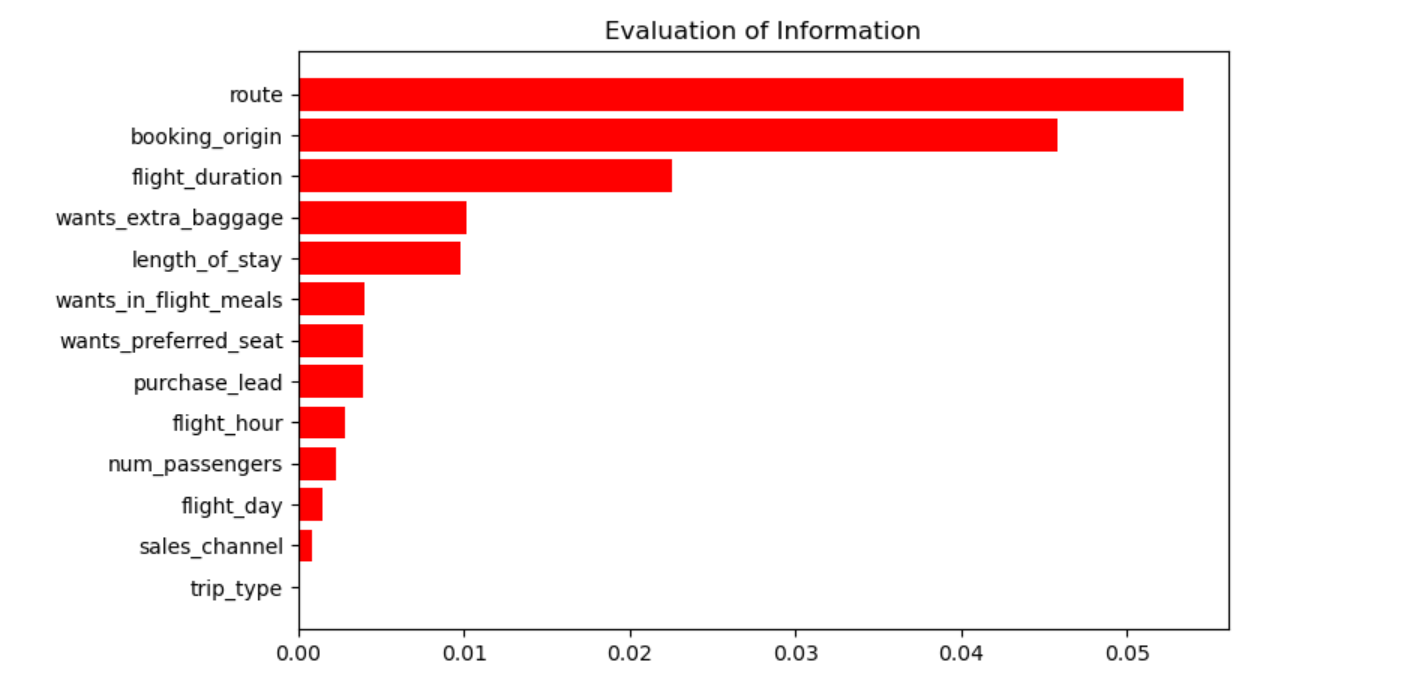 Evaluation of Information
route
booking_origin
flight_duration
wants_extra_baggage
length_of_stay
wants_in_flight_meals
wants_preferred_seat
purchase_lead
flight_hour
num_passengers
flight_day
sales_channel
trip_type
0.00 0.01 0.02 0.03 0.04 0.05